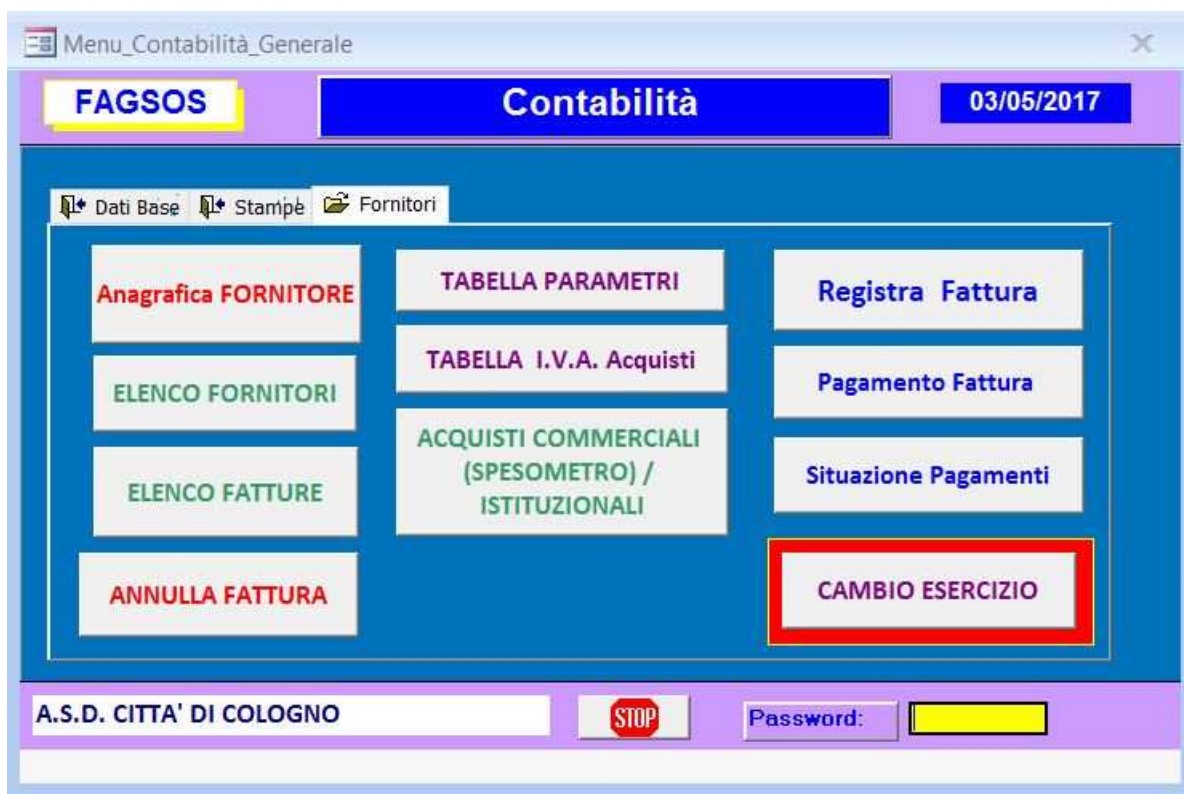 Menu_Contabilità_Generale
FAGSOS
Contabilità
03/05/2017
Dati Base
Stampe
Fornitori
Anagrafica FORNITORE
ELENCO FORNITORI
ELENCO FATTURE
ANNULLA FATTURA
TABELLA PARAMETRI
TABELLA I.V.A. Acquisti
ACQUISTI COMMERCIALI
(SPESOMETRO) /
ISTITUZIONALI
Registra Fattura
Pagamento Fattura
Situazione Pagamenti
CAMBIO ESERCIZIO
A.S.D. CITTA' DI COLOGNO
STOP
Password: